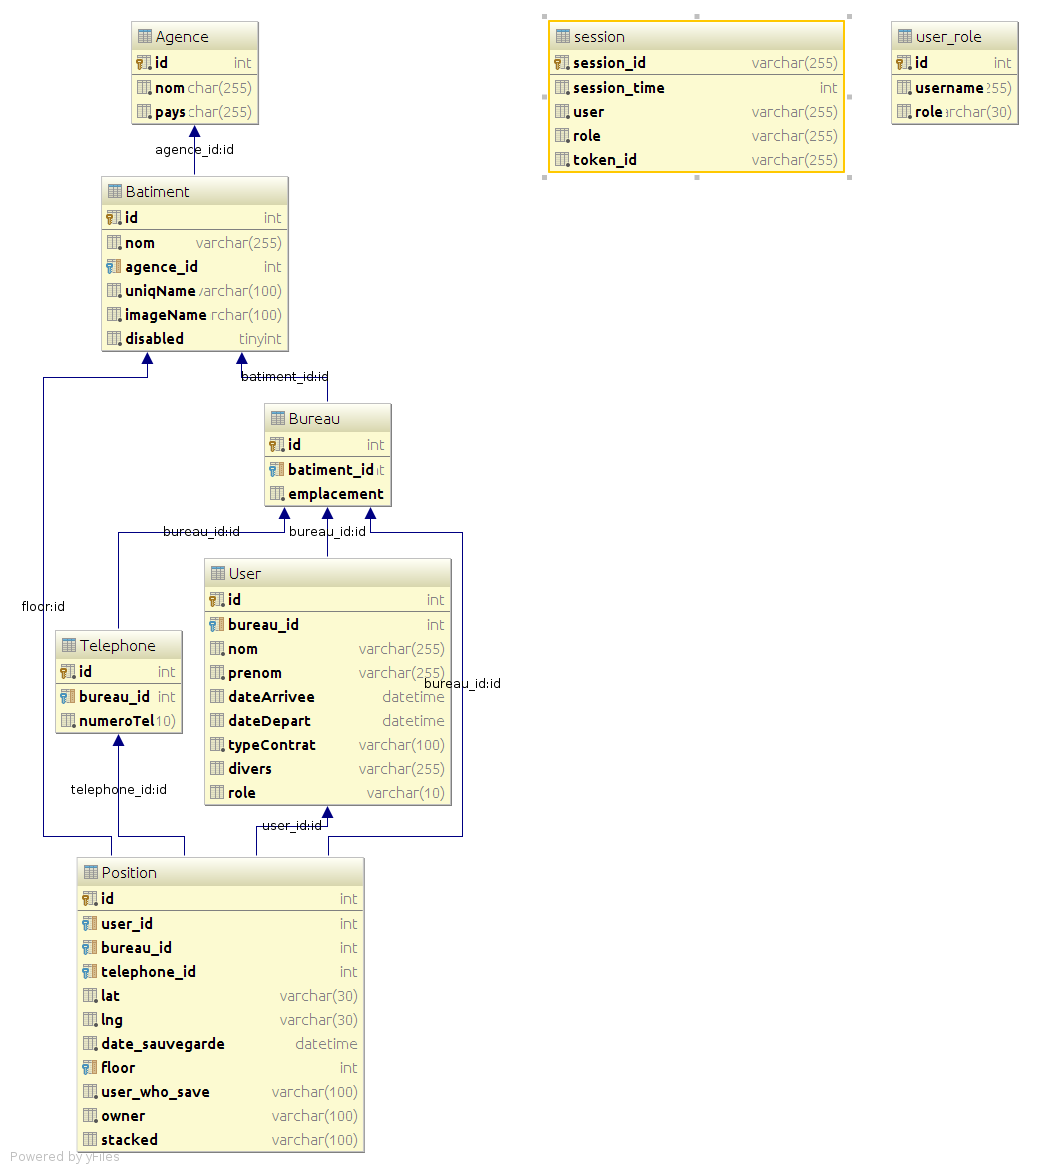 Agence
id int
nom char(255)
pays char(255)
agence_id:id
Batiment
id int
nom varchar(255)
agence_id int
uniqName varchar(100)
imageName rchar(100)
disabled tinyint
batiment_id:id
Bureau
id int
batiment_id
emplacement
bureau_id:id
bureau_id:id
User
id int
bureau_id int
nom varchar(255)
prenom varchar(255)
dateArrivee datetime
dateDepart datetime
typeContrat varchar(100)
divers varchar(255)
role varchar(10)
floor:id
Telephone
id int
bureau_id int
numeroTel 10)
bureau_id:id
telephone_id:id
user_id:id
Position
id int
user_id int
bureau_id int
telephone_id int
lat varchar(30)
lng varchar(30)
date_sauvegarde datetime
floor int
user_who_save varchar(100)
owner varchar(100)
stacked varchar(100)
session
session_id varchar(255)
session_time int
user varchar(255)
role varchar(255)
token_id varchar(255)
user_role
id int
username 255)
role archar(30)
Powered by yFiles